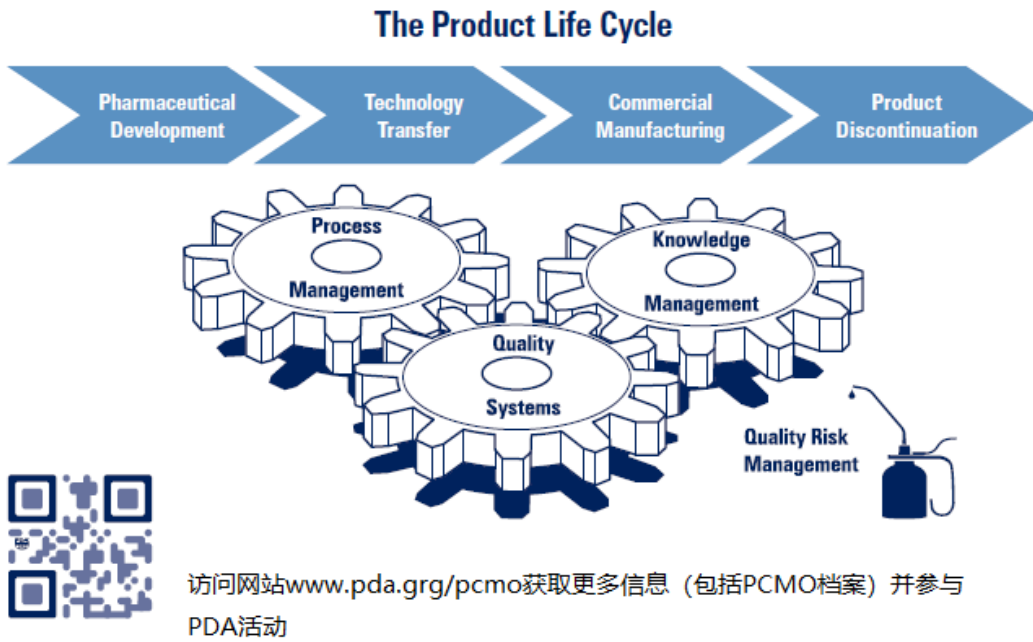 The Product Life Cycle
Pharmaceutical
Development
Technology
Transfer
Commercial
Manufacturing
Product
Discontinuation
Process
Management
Knowledge
Management
Quality
Systems
Quality Risk
Management
访问网站www.pda.grg/pcmo获取更多信息（包括PCMO档案）并参与
PDA活动